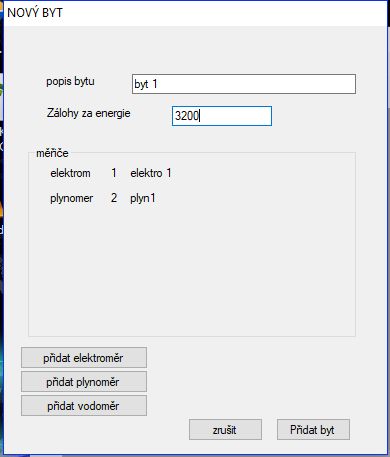 NOVÝ BYT
popis bytu byt 1
Zálohy za energie 3200
měřiče
elektrom 1 elektro 1
plynomer 2 plyn1
přidat elektroměr
přidat plynoměr
přidat vodoměr
zrušit Přidat byt